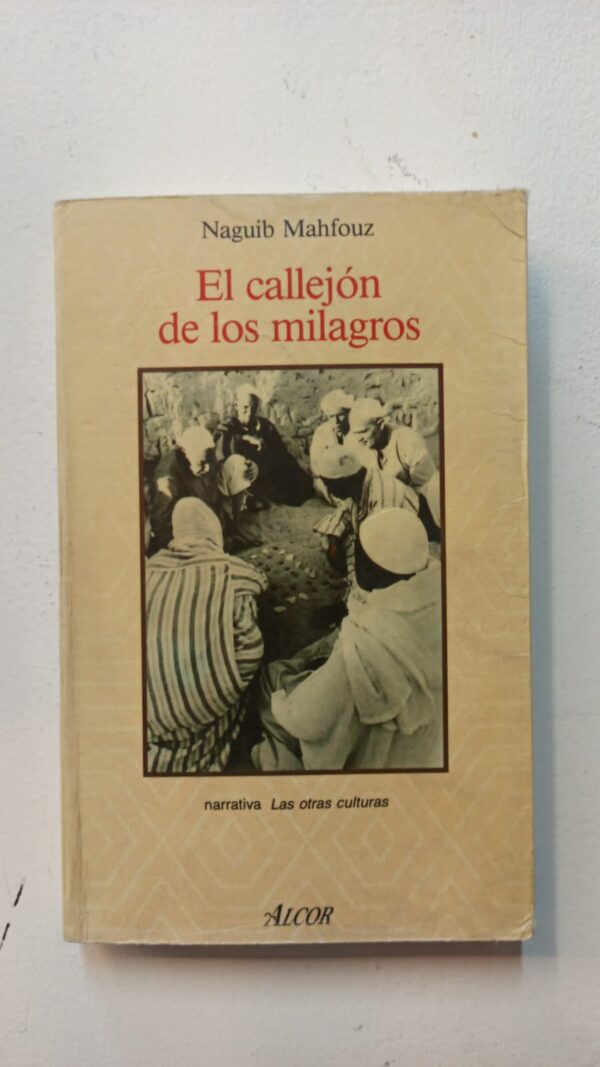 Naguib Mahfouz
El callejón
de los milagros
narrativa Las otras culturas
ALCOR